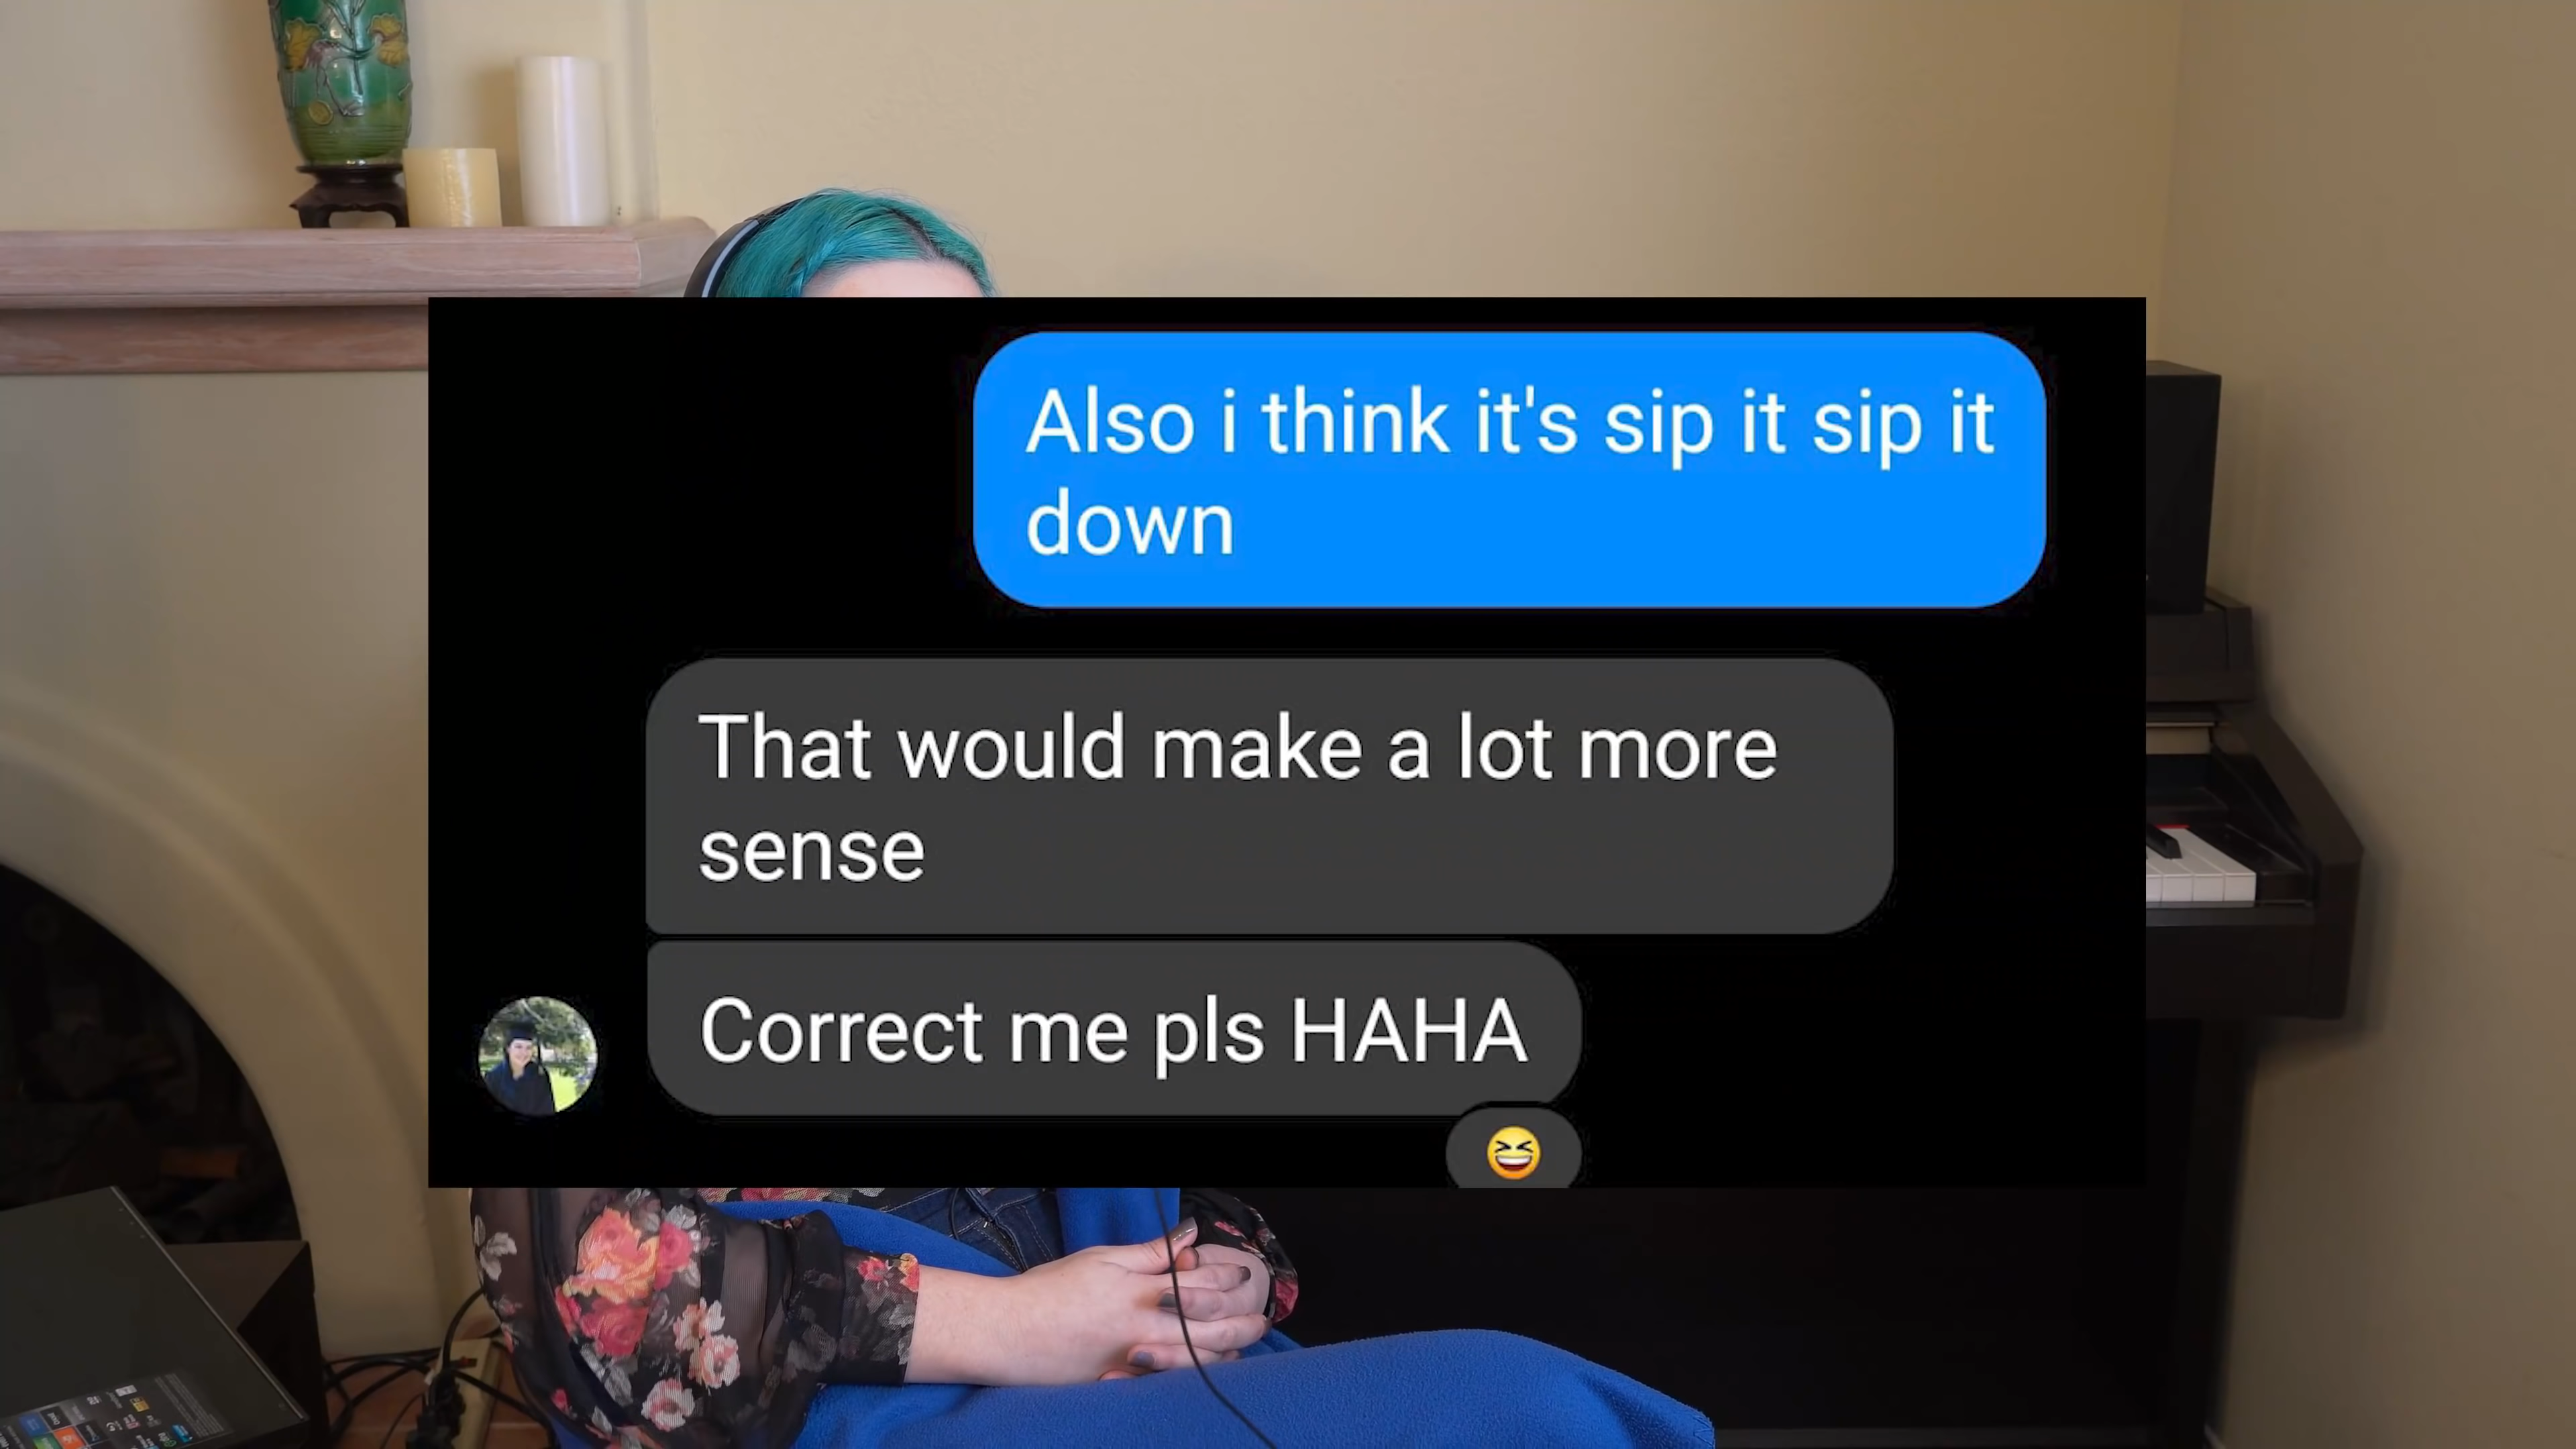 Also i think it's sip it sip it
down
That would make a lot more
sense
Correct me pls HAHA